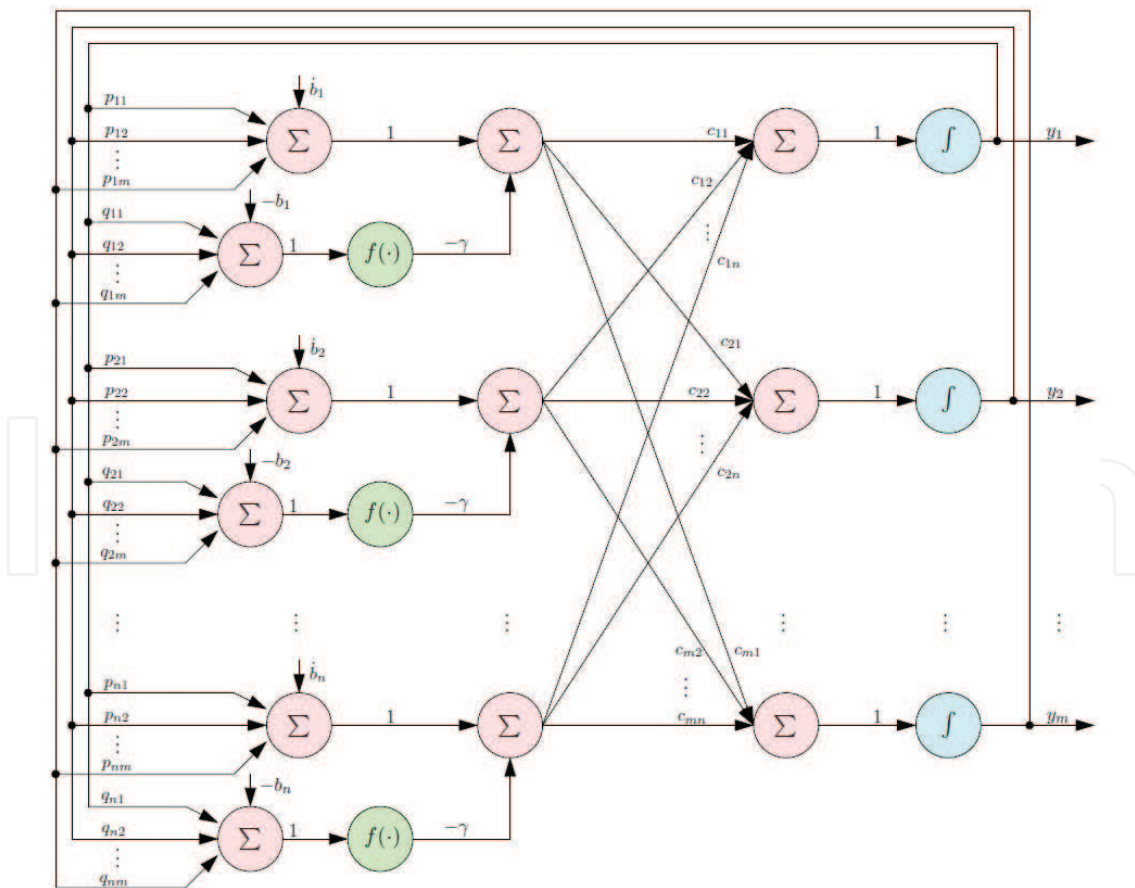 ḃ₁
p₁₁
p₁₂
⋮
p₁ₘ
Σ
1
Σ
c₁₁
Σ
1
∫
y₁
c₁₂
⋮
c₁ₙ
−b₁
q₁₁
q₁₂
⋮
q₁ₘ
Σ
1
f(·)
−γ
ḃ₂
p₂₁
p₂₂
⋮
p₂ₘ
Σ
1
Σ
c₂₁
c₂₂
Σ
1
∫
y₂
⋮
c₂ₙ
−b₂
q₂₁
q₂₂
⋮
q₂ₘ
Σ
1
f(·)
−γ
⋮ ⋮ ⋮ ⋮ ⋮ ⋮
ḃₙ
pₙ₁
pₙ₂
⋮
pₙₘ
Σ
1
Σ
cₘ₂
cₘ₁
⋮
cₘₙ
Σ
1
∫
yₘ
−bₙ
qₙ₁
qₙ₂
⋮
qₙₘ
Σ
1
f(·)
−γ